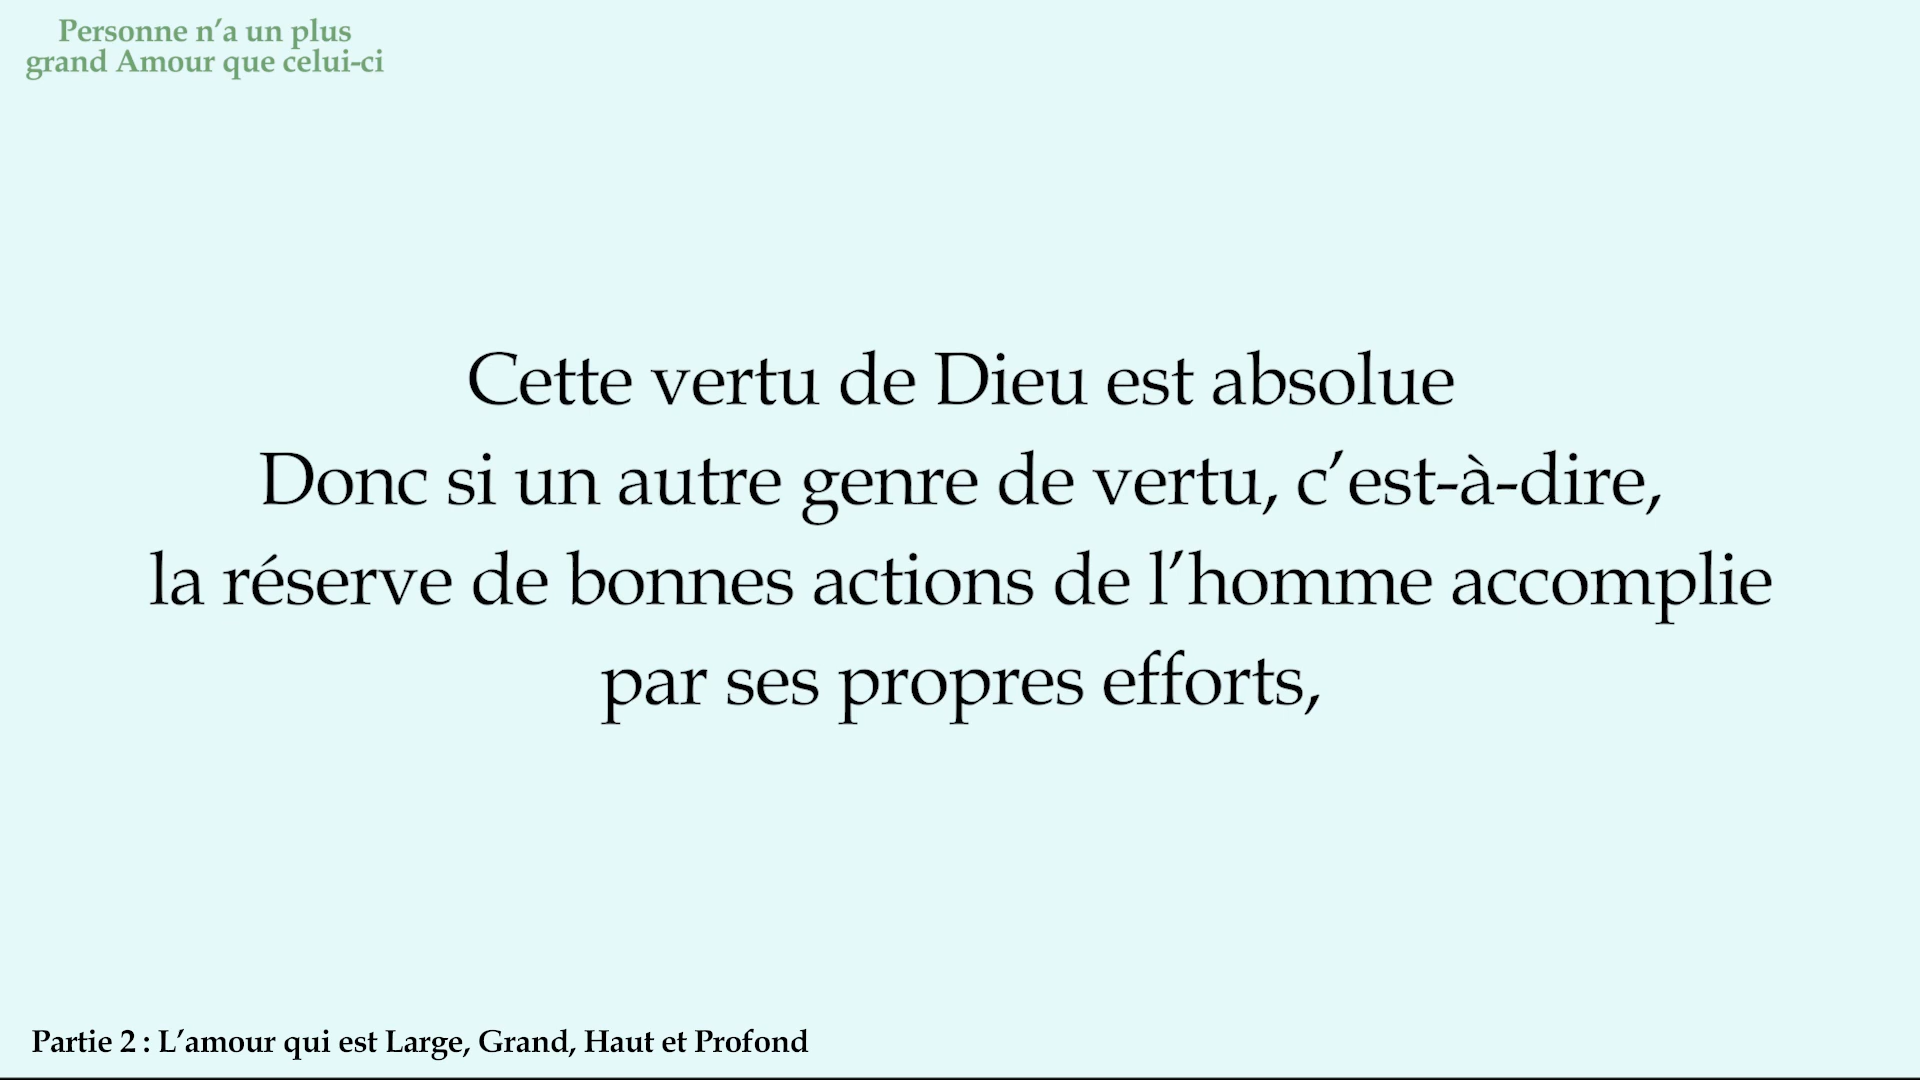 Personne n’a un plus
grand Amour que celui-ci
Cette vertu de Dieu est absolue
Donc si un autre genre de vertu, c’est-à-dire,
la réserve de bonnes actions de l’homme accomplie
par ses propres efforts,
Partie 2 : L’amour qui est Large, Grand, Haut et Profond